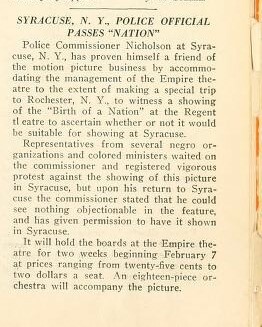 SYRACUSE, N. Y., POLICE OFFICIAL
PASSES “NATION”
Police Commissioner Nicholson at Syra-
cuse, N. Y., has proven himself a friend of
the motion picture business by accommo-
dating the management of the Empire the-
atre to the extent of making a special trip
to Rochester, N. Y., to witness a showing
of the “Birth of a Nation” at the Regent
tleatre to ascertain whether or not it would
be suitable for showing at Syracuse.
Representatives from several negro or-
ganizations and colored ministers waited on
the commissioner and registered vigorous
protest against the showing of this picture
in Syracuse, but upon his return to Syra-
cuse the commissioner stated that he could
see nothing objectionable in the feature,
and has given permission to have it shown
in Syracuse.
It will hold the boards at the Empire the-
atre for two weeks beginning February 7
at prices ranging from twenty-five cents to
two dollars a seat. An eighteen-piece or-
chestra will accompany the picture.